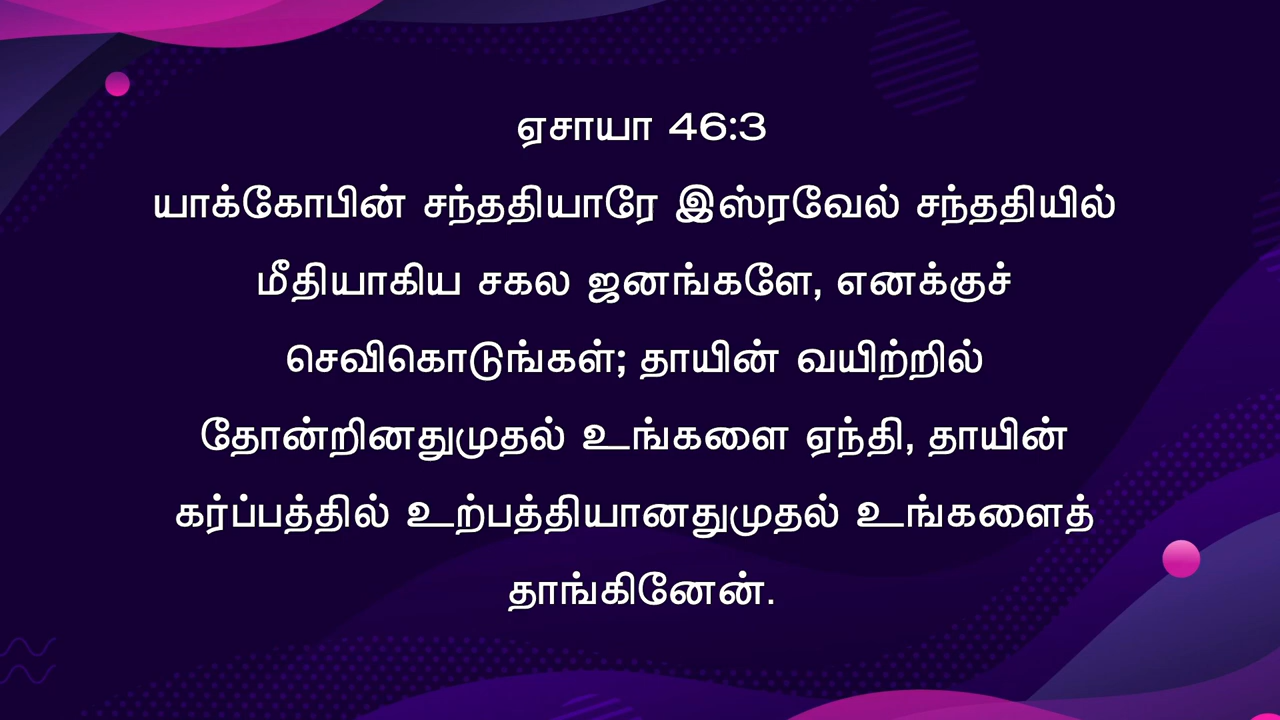 ஏசாயா 46:3
யாக்கோபின் சந்ததியாரே இஸ்ரவேல் சந்ததியில்
மீதியாகிய சகல ஜனங்களே, எனக்குச்
செவிகொடுங்கள்; தாயின் வயிற்றில்
தோன்றினதுமுதல் உங்களை ஏந்தி, தாயின்
கர்ப்பத்தில் உற்பத்தியானதுமுதல் உங்களைத்
தாங்கினேன்.